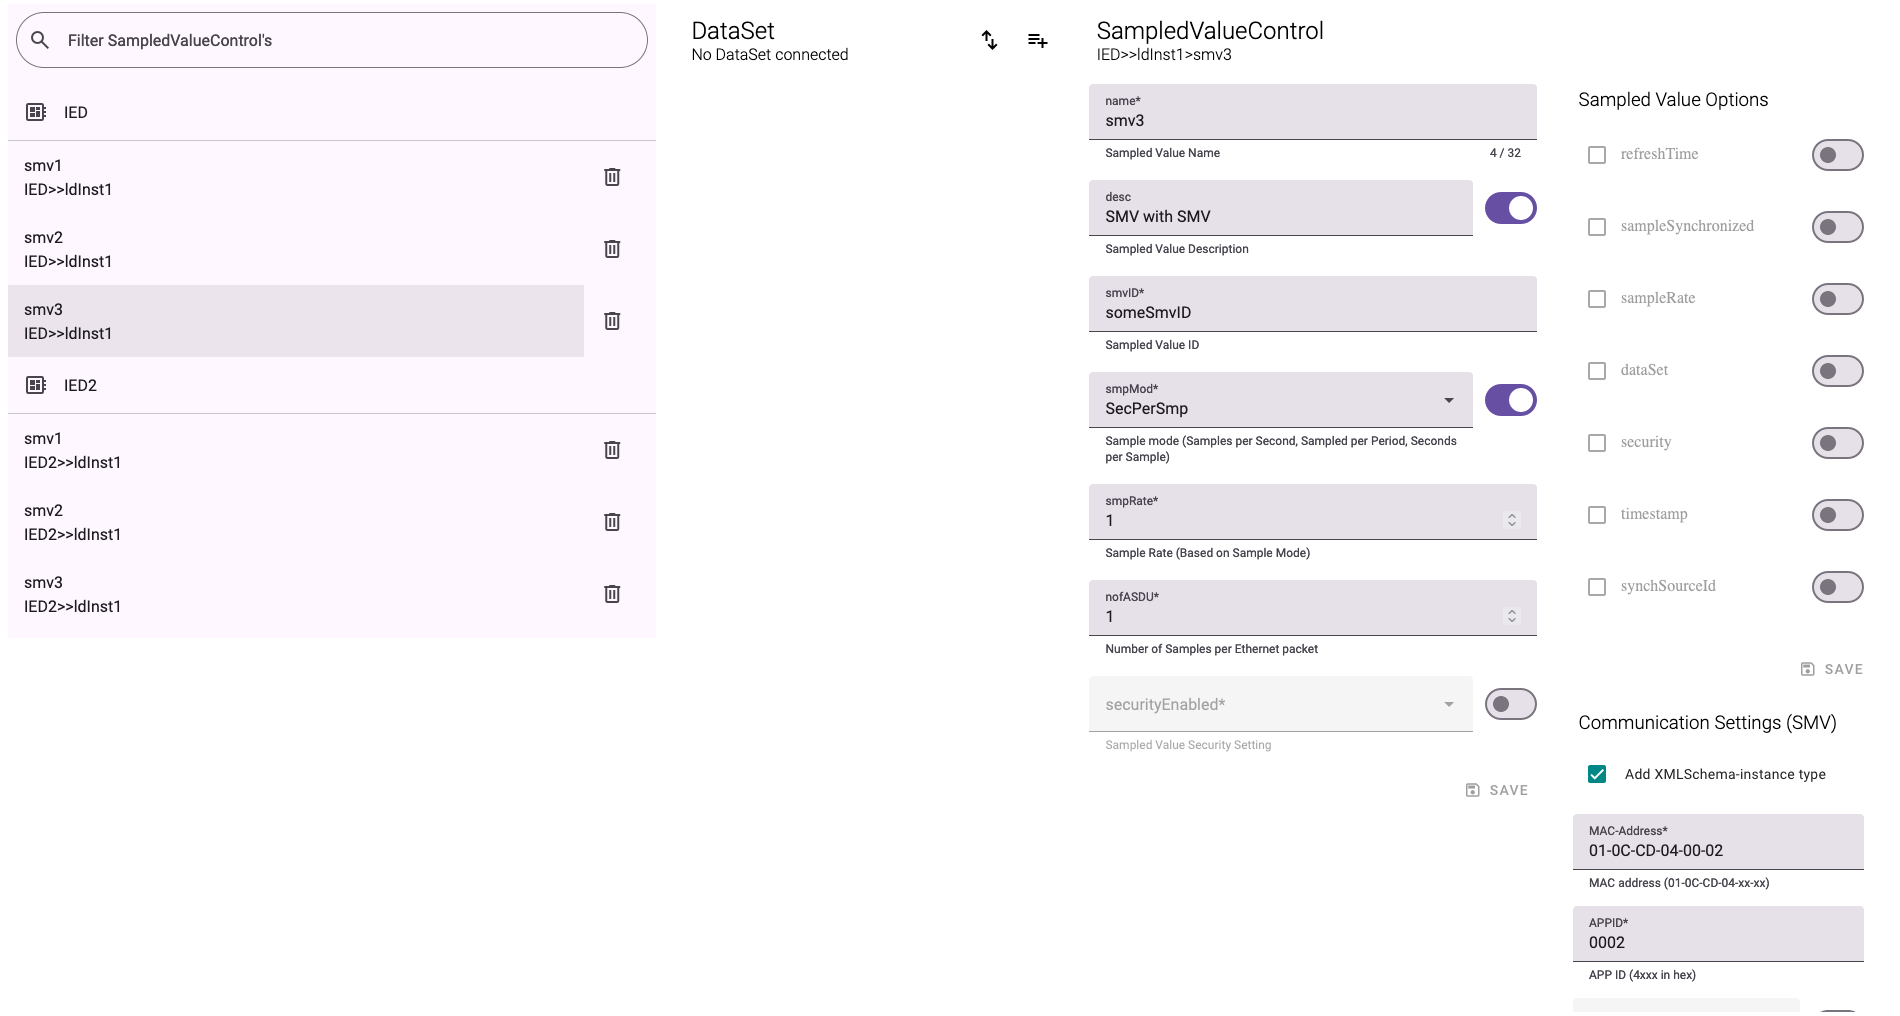 Filter SampledValueControl's
IED
smv1
IED>>ldInst1
smv2
IED>>ldInst1
smv3
IED>>ldInst1
IED2
smv1
IED2>>ldInst1
smv2
IED2>>ldInst1
smv3
IED2>>ldInst1
DataSet
No DataSet connected
SampledValueControl
IED>>ldInst1>smv3
name*
smv3
Sampled Value Name
4 / 32
desc
SMV with SMV
Sampled Value Description
smvID*
someSmvID
Sampled Value ID
smpMod*
SecPerSmp
Sample mode (Samples per Second, Sampled per Period, Seconds
per Sample)
smpRate*
1
Sample Rate (Based on Sample Mode)
nofASDU*
1
Number of Samples per Ethernet packet
securityEnabled*
Sampled Value Security Setting
SAVE
Sampled Value Options
refreshTime
sampleSynchronized
sampleRate
dataSet
security
timestamp
synchSourceId
SAVE
Communication Settings (SMV)
Add XMLSchema-instance type
MAC-Address*
01-0C-CD-04-00-02
MAC address (01-0C-CD-04-xx-xx)
APPID*
0002
APP ID (4xxx in hex)